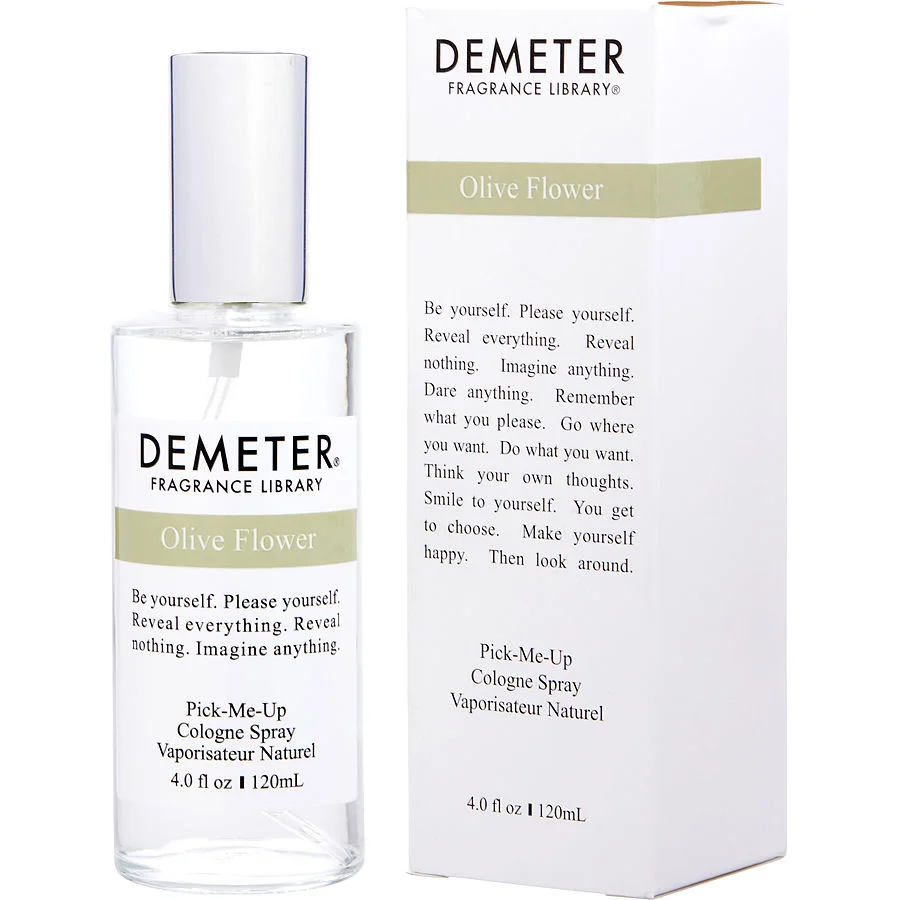 DEMETER®
FRAGRANCE LIBRARY
Olive Flower
Be yourself. Please yourself.
Reveal everything. Reveal
nothing. Imagine anything.
Pick-Me-Up
Cologne Spray
Vaporisateur Naturel
4.0 fl oz ı 120mL
DEMETER
FRAGRANCE LIBRARY®
Olive Flower
Be yourself. Please yourself.
Reveal everything. Reveal
nothing. Imagine anything.
Dare anything. Remember
what you please. Go where
you want. Do what you want.
Think your own thoughts.
Smile to yourself. You get
to choose. Make yourself
happy. Then look around.
Pick-Me-Up
Cologne Spray
Vaporisateur Naturel
4.0 fl oz ı 120mL